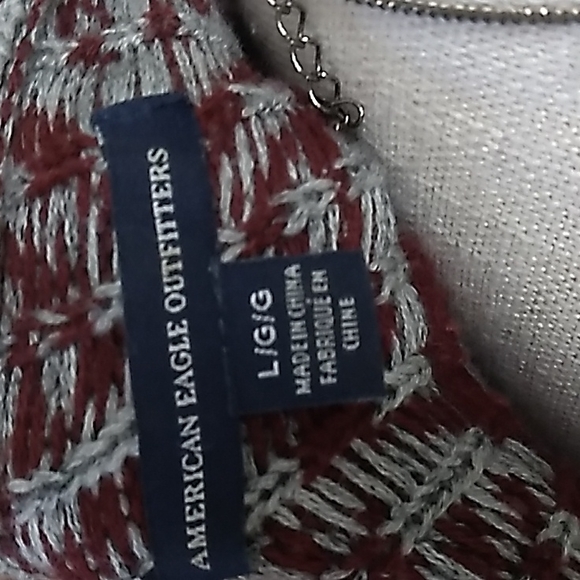 AMERICAN EAGLE OUTFITTERS
L/G/G
MADE IN CHINA
FABRIQUÉ EN
CHINE